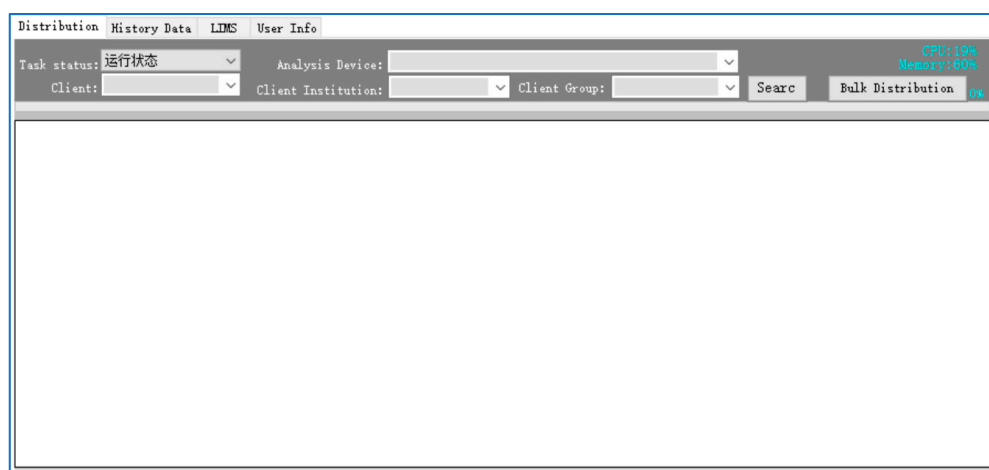 Distribution History Data LIMS User Info
Task status: 运行状态 Analysis Device: CPU:19%
Memory:60%
Client: Client Institution: Client Group: Searc Bulk Distribution 0%